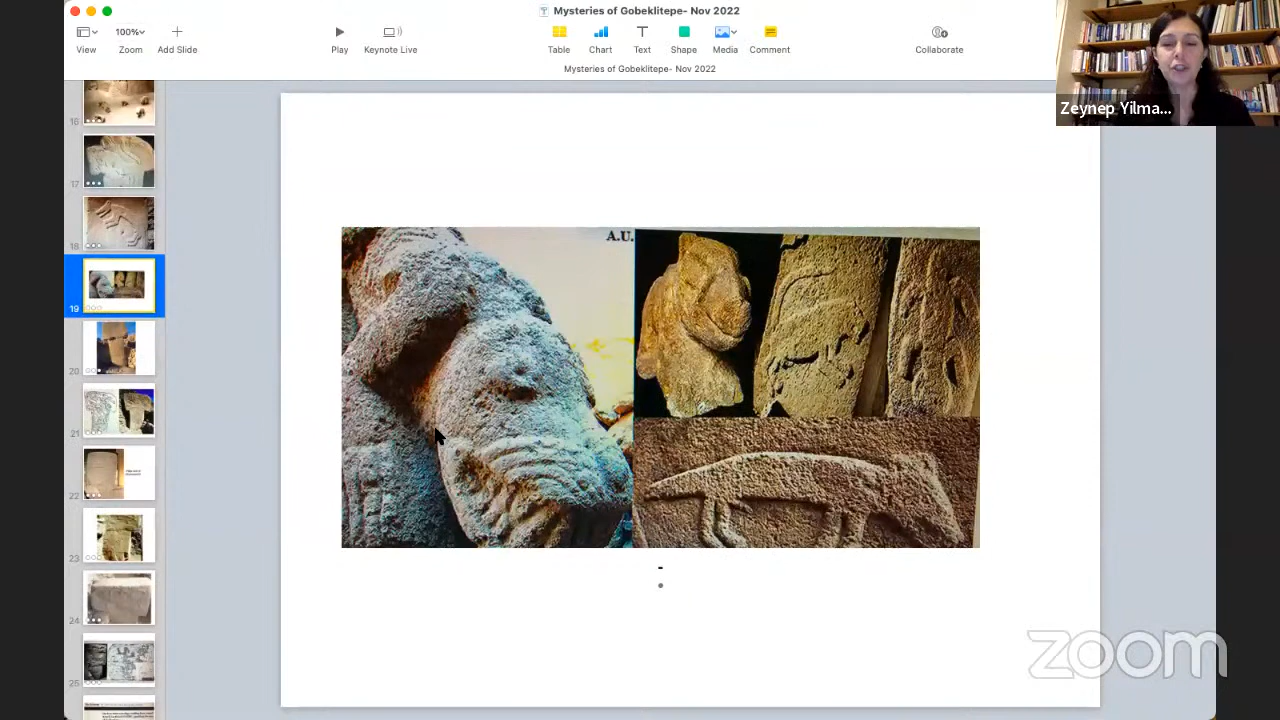 Mysteries of Gobeklitepe- Nov 2022
100%
View
Zoom
Add Slide
Play
Keynote Live
Table
Chart
Text
Shape
Media
Comment
Collaborate
Mysteries of Gobeklitepe- Nov 2022
Zeynep Yilma...
16
17
18
19
20
21
22
23
24
25
A.U.
zoom